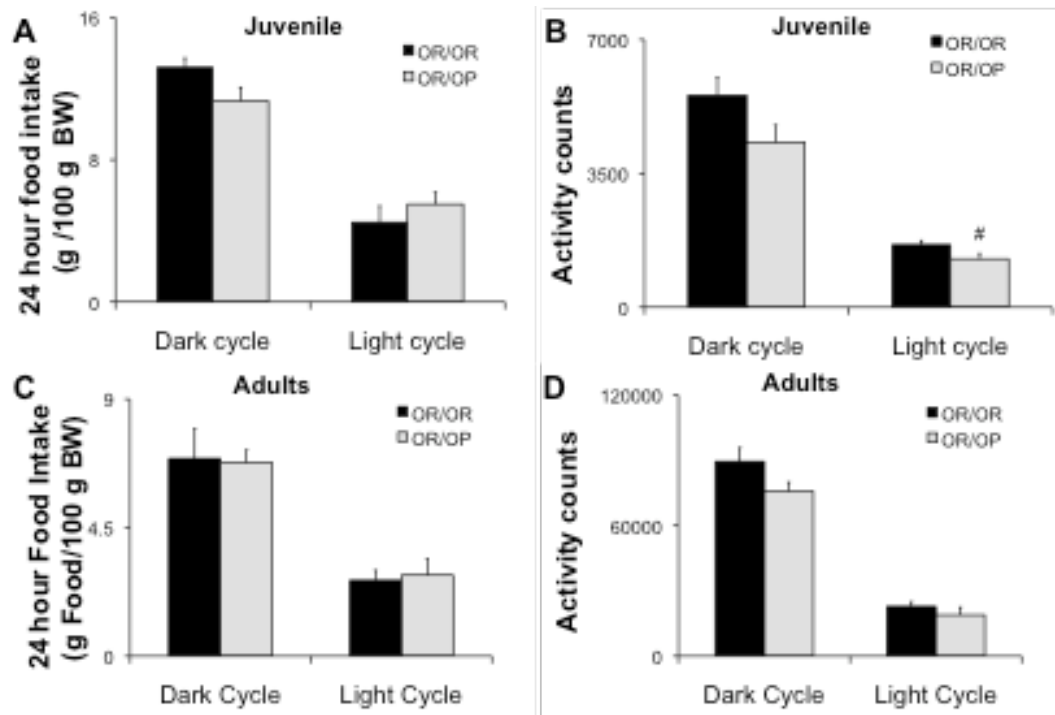 A
Juvenile
24 hour food intake
(g /100 g BW)
16
8
0
OR/OR
OR/OP
Dark cycle
Light cycle
B
Juvenile
Activity counts
7000
3500
0
OR/OR
OR/OP
#
Dark cycle
Light cycle
C
Adults
24 hour Food Intake
(g Food/100 g BW)
9
4.5
0
OR/OR
OR/OP
Dark Cycle
Light Cycle
D
Adults
Activity counts
120000
60000
0
OR/OR
OR/OP
Dark Cycle
Light Cycle